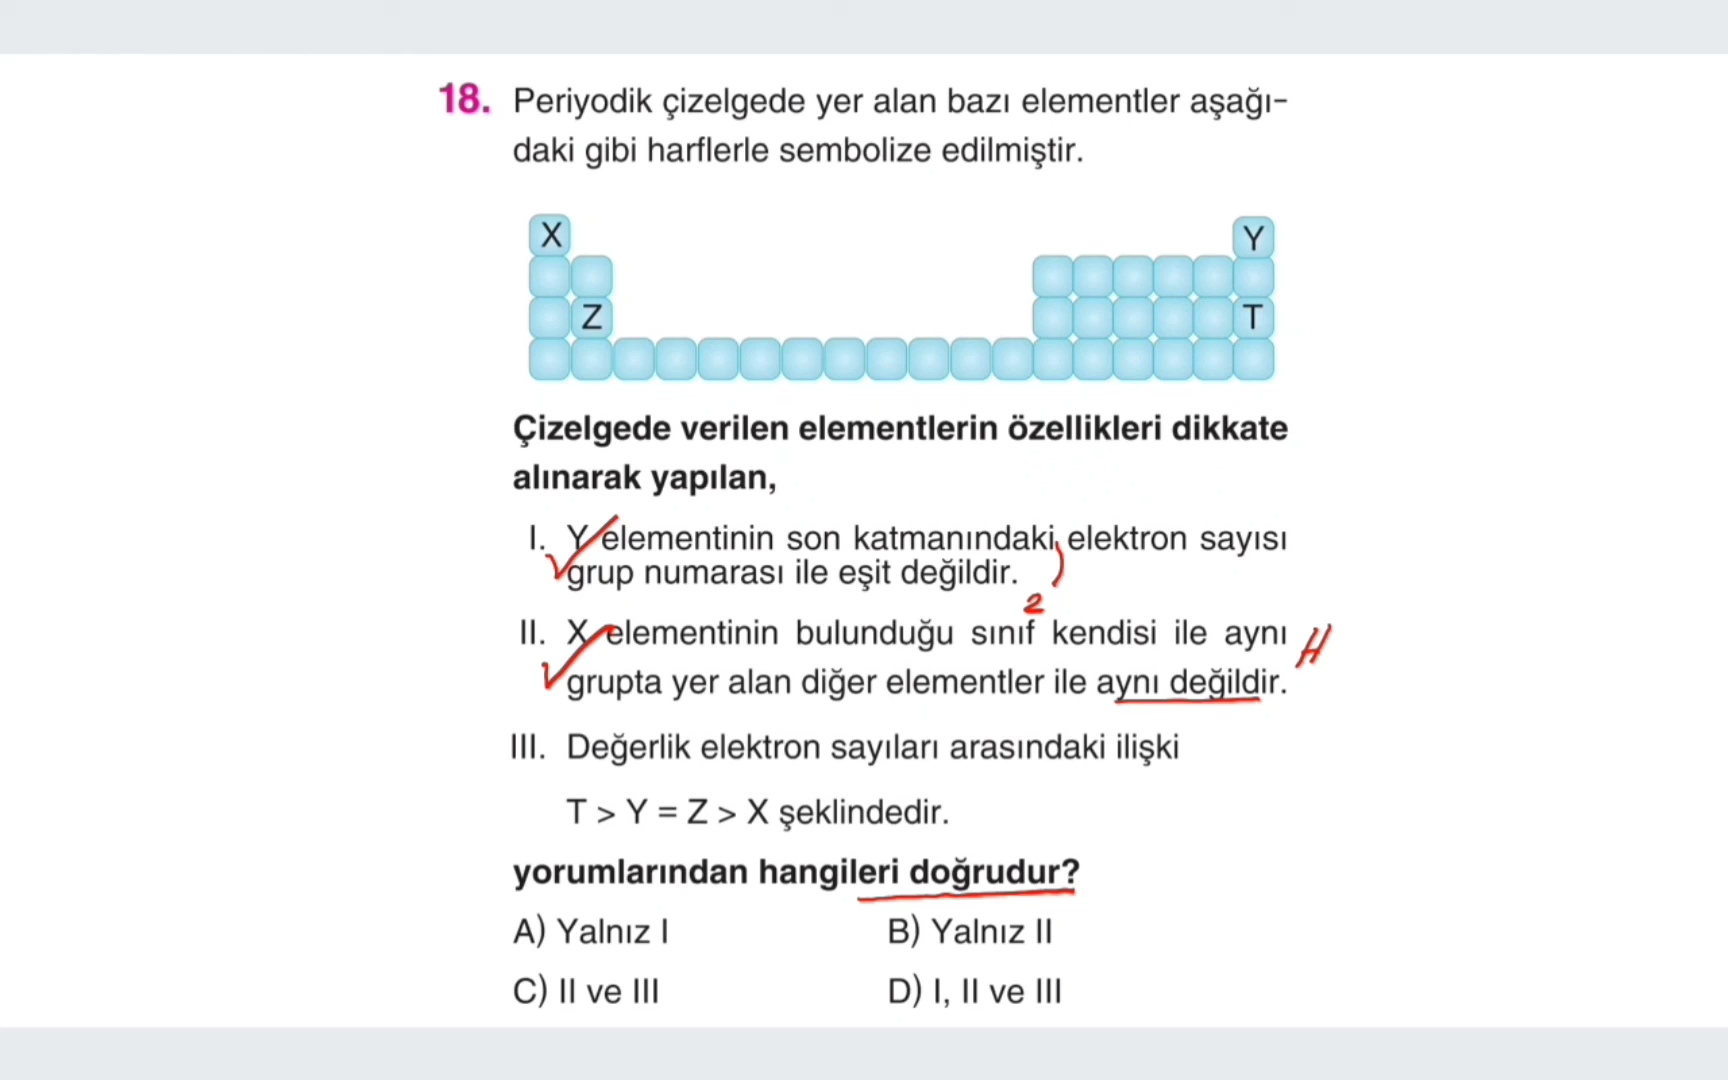 18. Periyodik çizelgede yer alan bazı elementler aşağı-
daki gibi harflerle sembolize edilmiştir.
X
Y
Z
T
Çizelgede verilen elementlerin özellikleri dikkate
alınarak yapılan,
I. Y elementinin son katmanındaki elektron sayısı
grup numarası ile eşit değildir.
2
II. X elementinin bulunduğu sınıf kendisi ile aynı H
grupta yer alan diğer elementler ile aynı değildir.
III. Değerlik elektron sayıları arasındaki ilişki
T > Y = Z > X şeklindedir.
yorumlarından hangileri doğrudur?
A) Yalnız I
B) Yalnız II
C) II ve III
D) I, II ve III